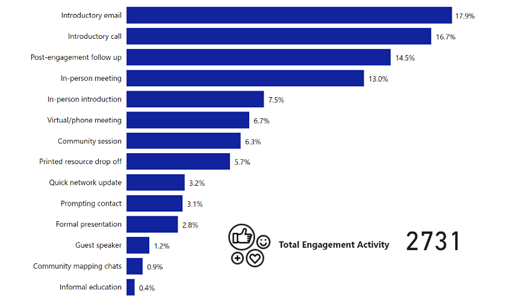 Introductory email 17.9%
Introductory call 16.7%
Post-engagement follow up 14.5%
In-person meeting 13.0%
In-person introduction 7.5%
Virtual/phone meeting 6.7%
Community session 6.3%
Printed resource drop off 5.7%
Quick network update 3.2%
Prompting contact 3.1%
Formal presentation 2.8%
Guest speaker 1.2%
Community mapping chats 0.9%
Informal education 0.4%
Total Engagement Activity 2731